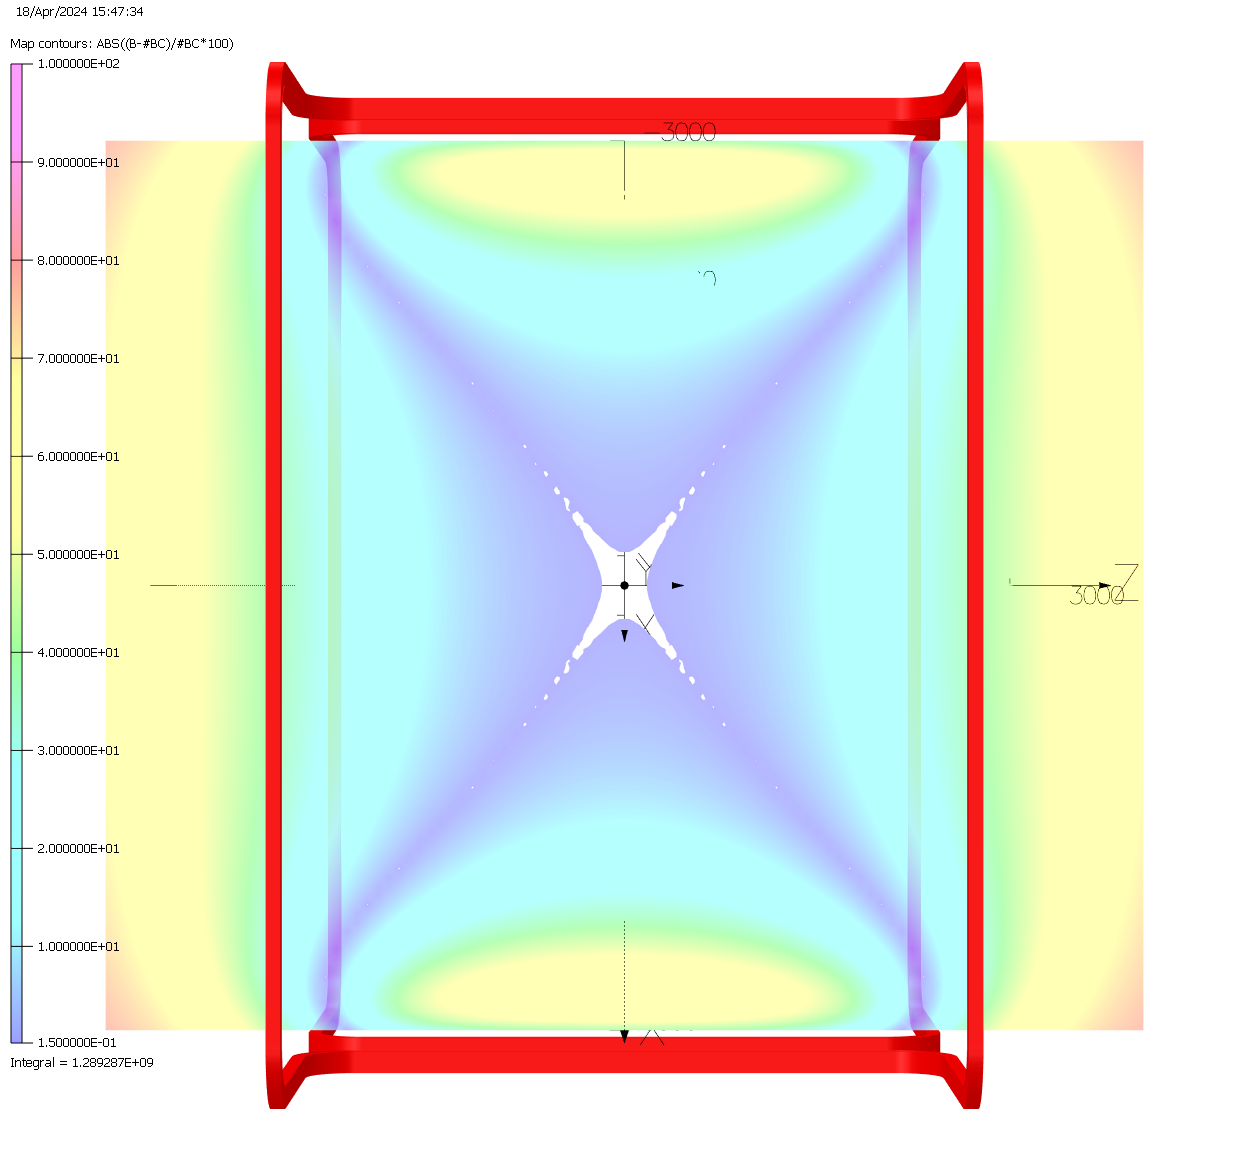 18/Apr/2024 15:47:34
Map contours: ABS((B-#BC)/#BC*100)
1.000000E+02
9.000000E+01
8.000000E+01
7.000000E+01
6.000000E+01
5.000000E+01
4.000000E+01
3.000000E+01
2.000000E+01
1.000000E+01
1.500000E-01
Integral = 1.289287E+09
-3000
Y
Z
3000